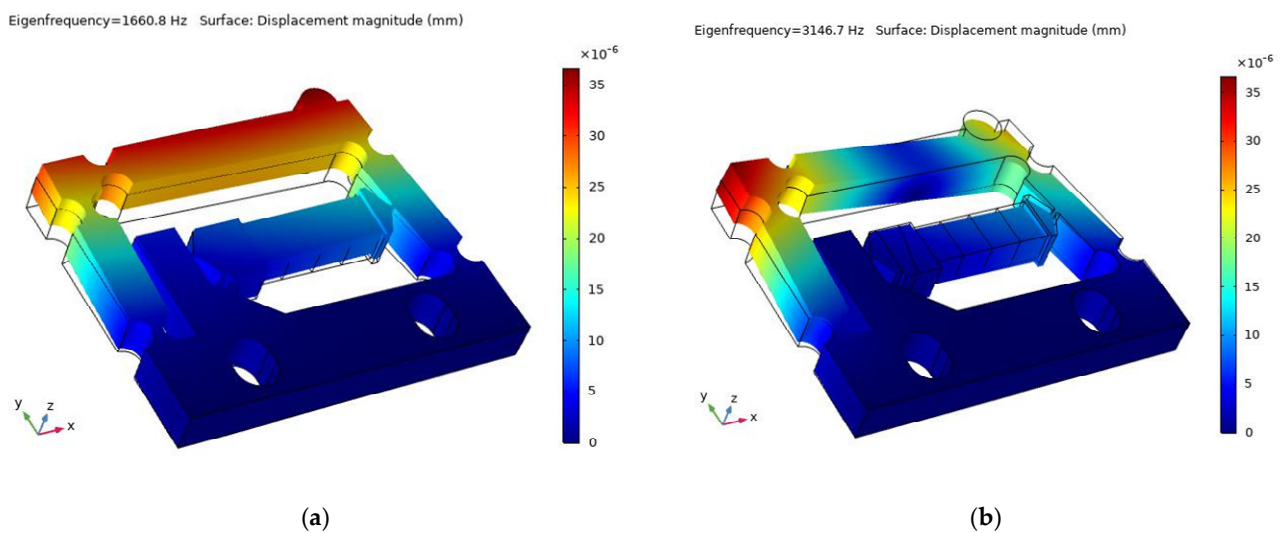 Eigenfrequency=1660.8 Hz Surface: Displacement magnitude (mm)
×10⁻⁶
35
30
25
20
15
10
5
0
y
z
x
(a)
Eigenfrequency=3146.7 Hz Surface: Displacement magnitude (mm)
×10⁻⁶
35
30
25
20
15
10
5
0
y
z
x
(b)